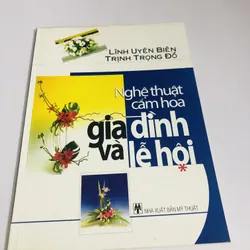 LĨNH UYÊN BIÊN
TRỊNH TRỌNG ĐỒ
Nghệ thuật
cắm hoa
gia đình
và lễ hội
NHÀ XUẤT BẢN MỸ THUẬT